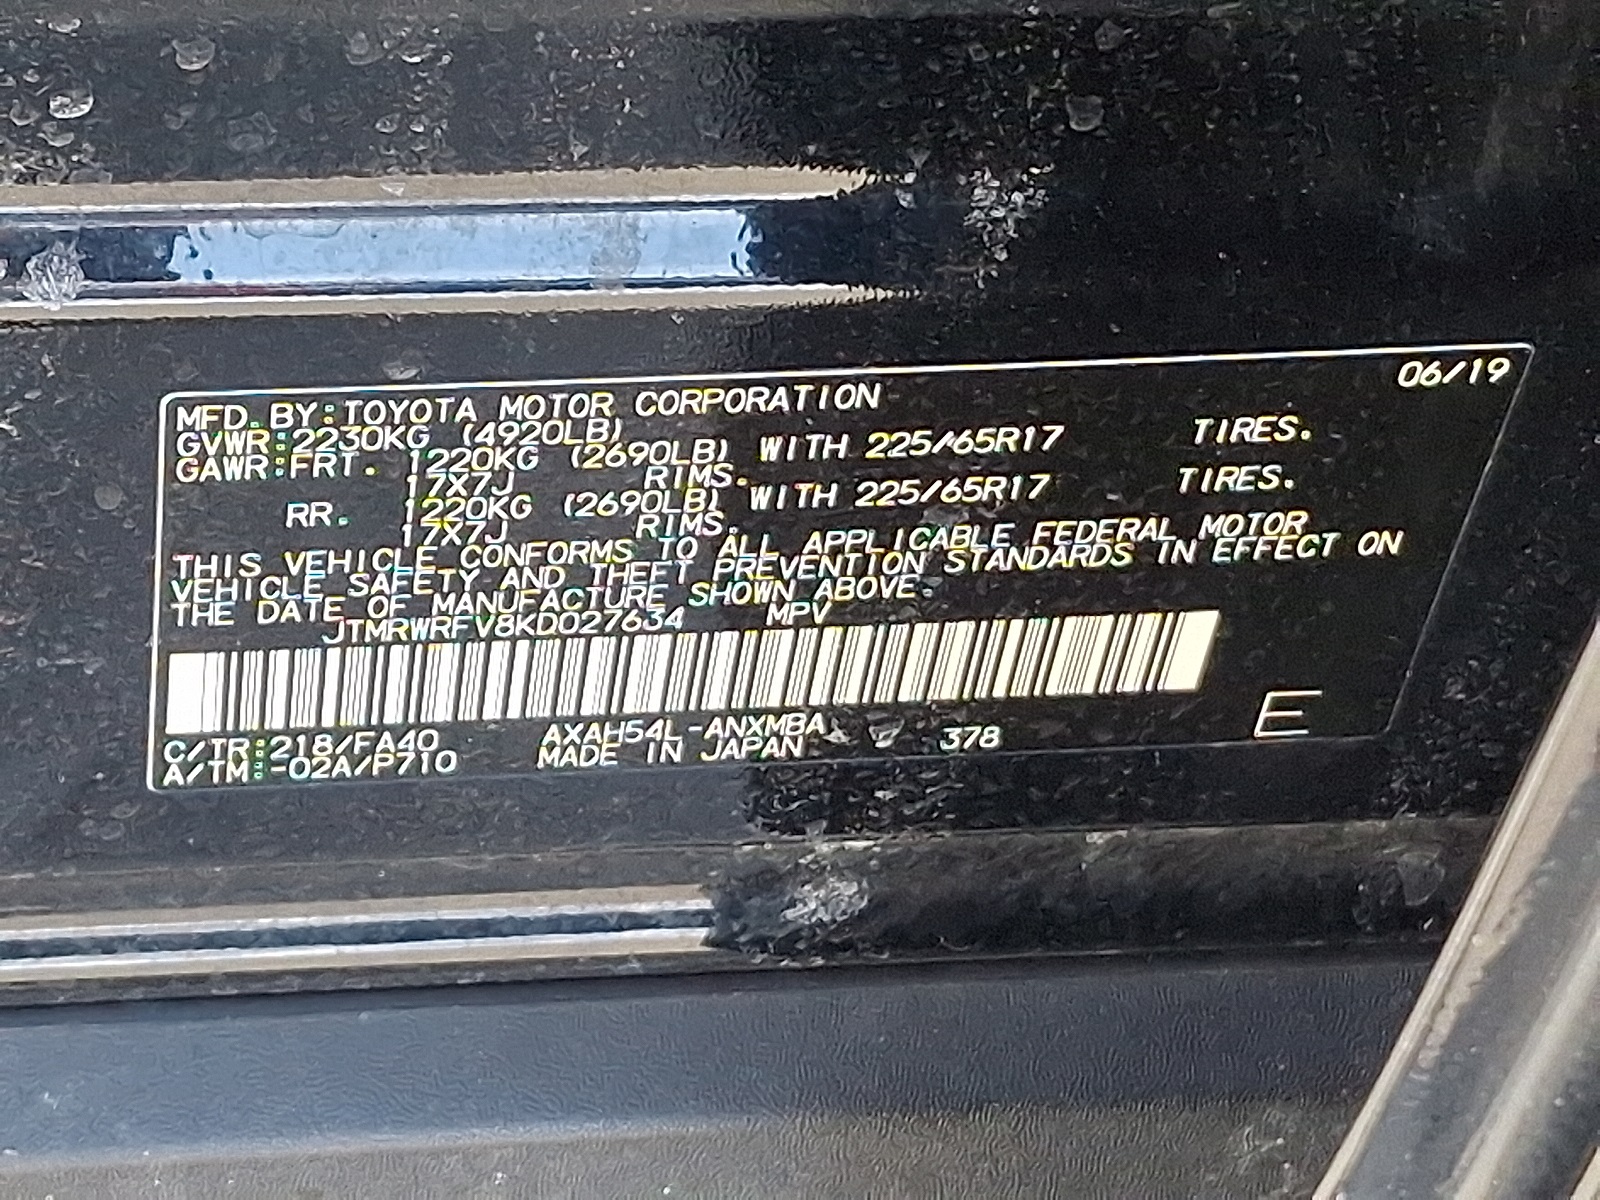 06/19
MFD. BY: TOYOTA MOTOR CORPORATION
GVWR: 2230KG (4920LB)
GAWR: FRT. 1220KG (2690LB) WITH 225/65R17 TIRES.
17X7J RIMS.
RR. 1220KG (2690LB) WITH 225/65R17 TIRES.
17X7J RIMS.
THIS VEHICLE CONFORMS TO ALL APPLICABLE FEDERAL MOTOR
VEHICLE SAFETY AND THEFT PREVENTION STANDARDS IN EFFECT ON
THE DATE OF MANUFACTURE SHOWN ABOVE.
JTMRWRFV8KD027634 MPV
C/TR: 218/FA40 AXAH54L-ANXMBA 378 E
A/TM: -02A/P710 MADE IN JAPAN